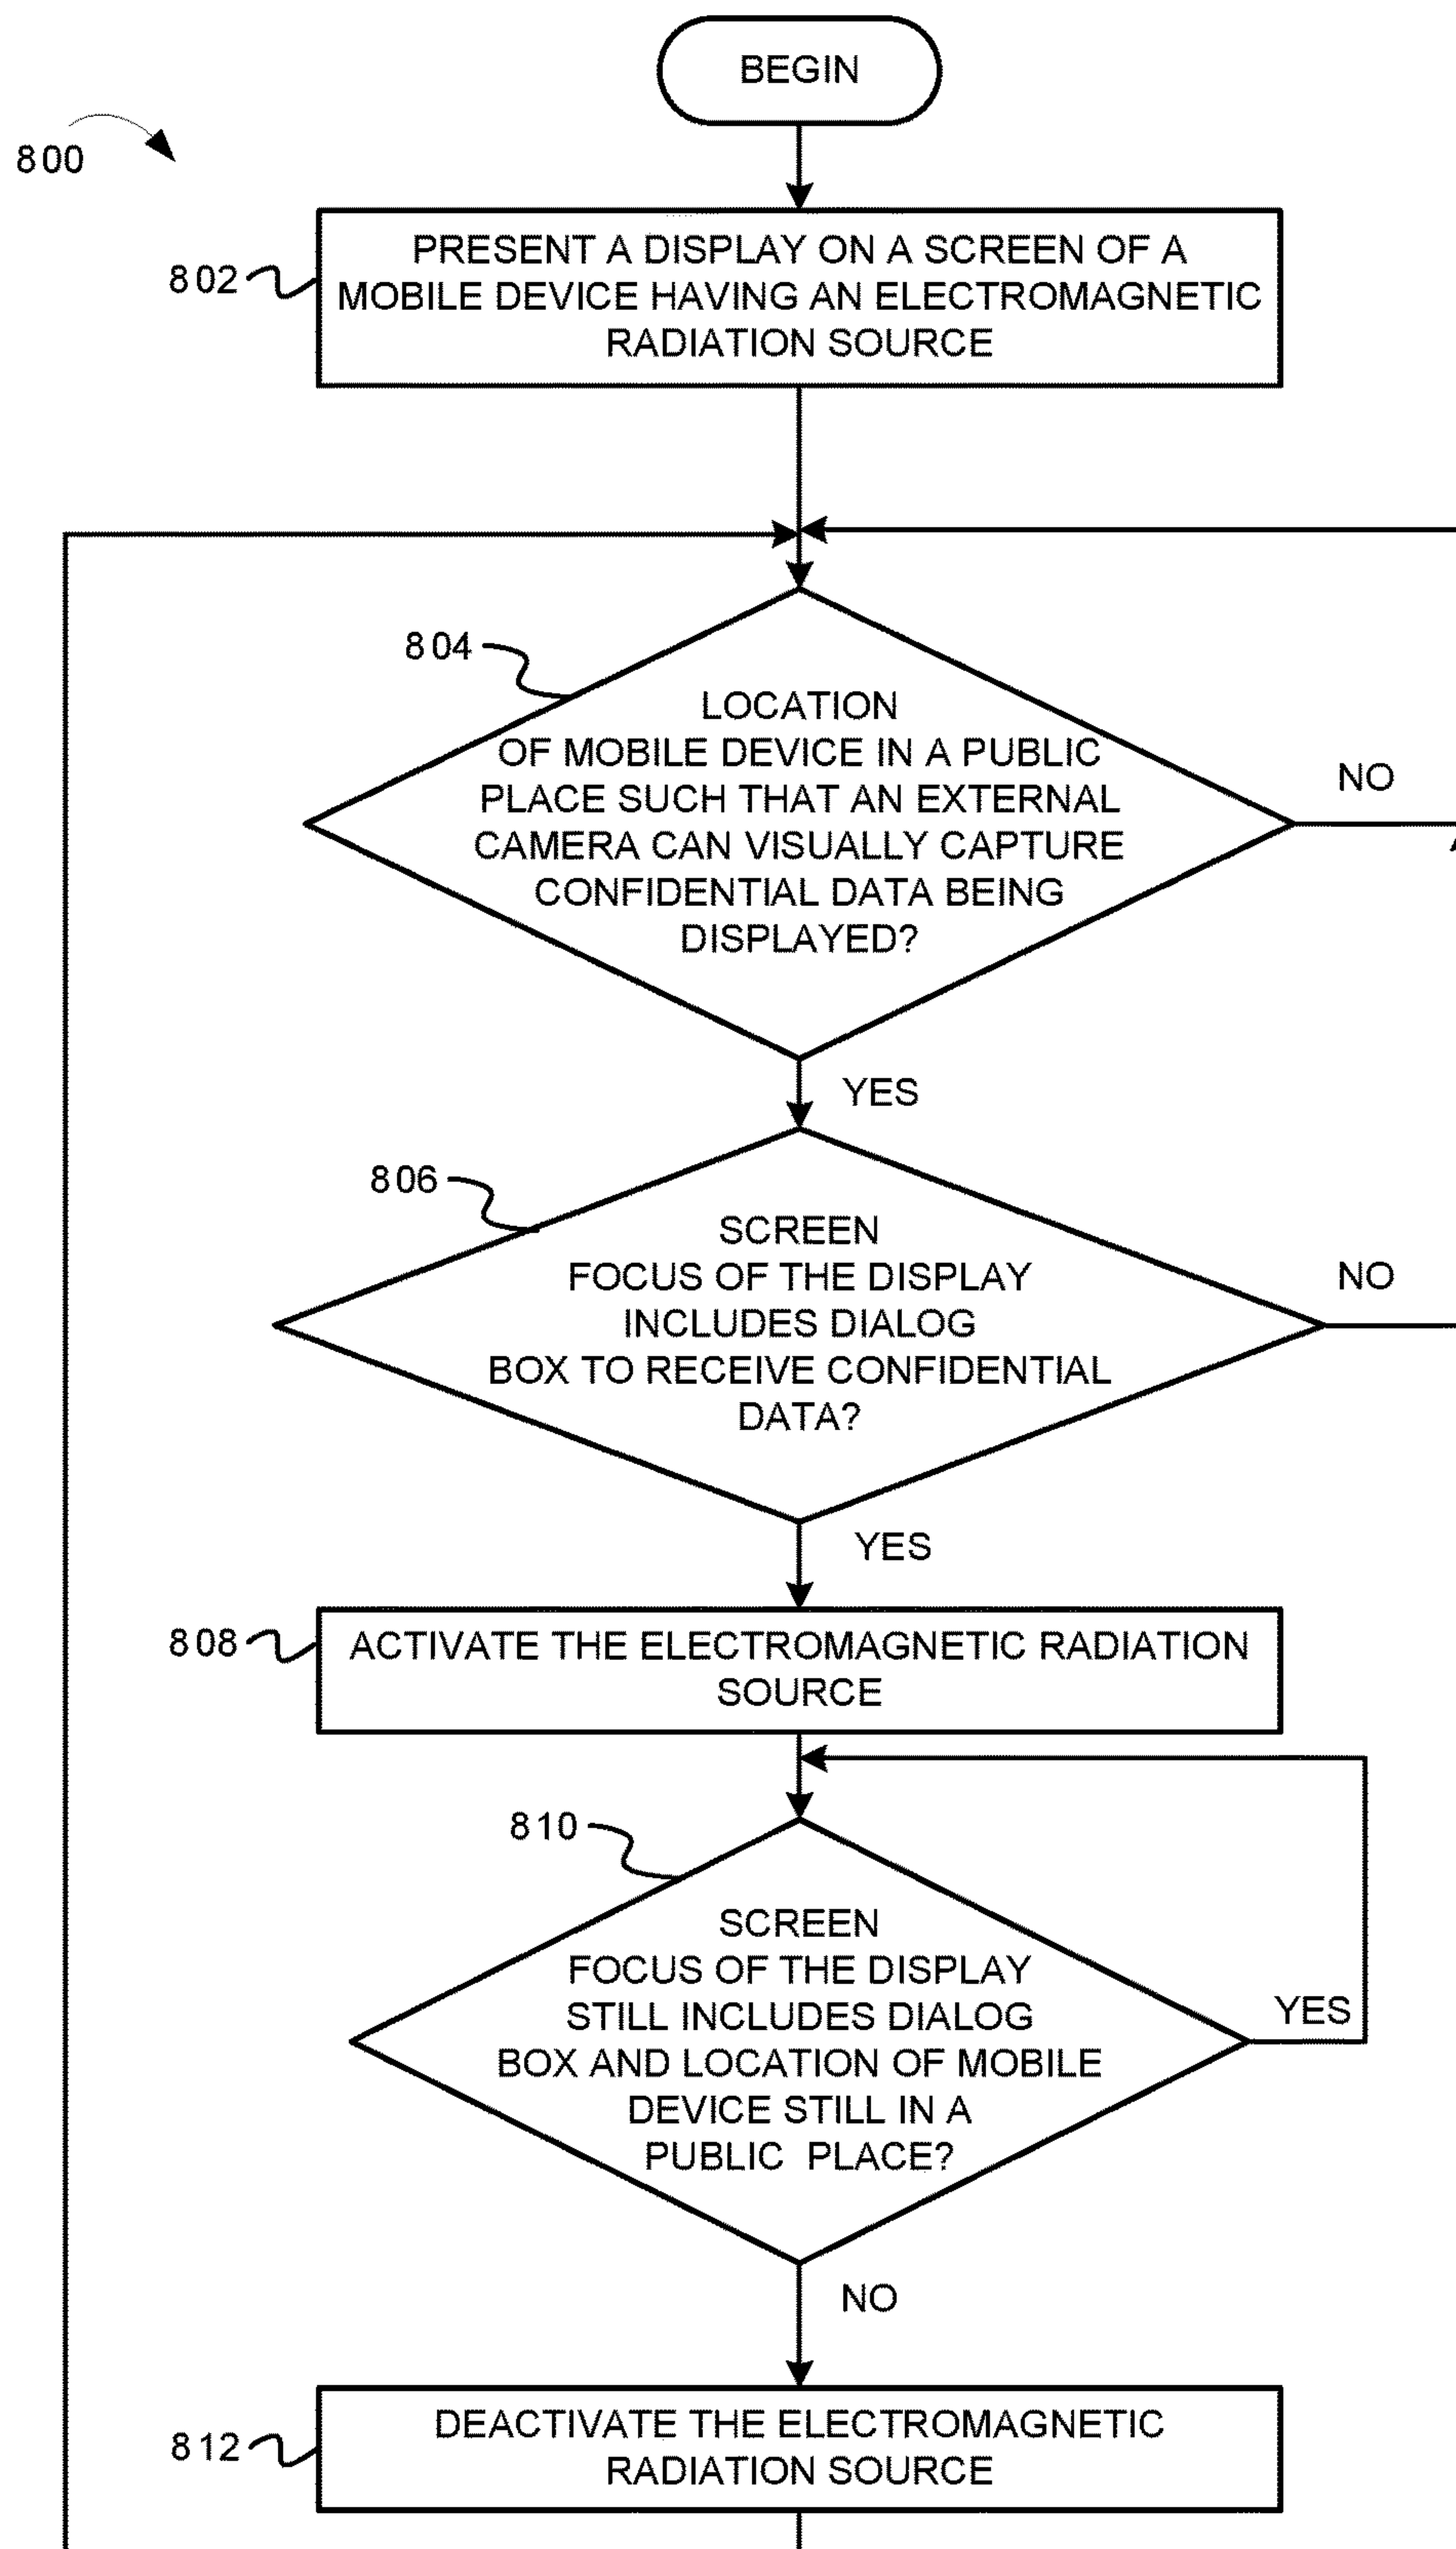 BEGIN
800
802
PRESENT A DISPLAY ON A SCREEN OF A
MOBILE DEVICE HAVING AN ELECTROMAGNETIC
RADIATION SOURCE
804
LOCATION
OF MOBILE DEVICE IN A PUBLIC
PLACE SUCH THAT AN EXTERNAL
CAMERA CAN VISUALLY CAPTURE
CONFIDENTIAL DATA BEING
DISPLAYED?
NO
YES
806
SCREEN
FOCUS OF THE DISPLAY
INCLUDES DIALOG
BOX TO RECEIVE CONFIDENTIAL
DATA?
NO
YES
808
ACTIVATE THE ELECTROMAGNETIC RADIATION
SOURCE
810
SCREEN
FOCUS OF THE DISPLAY
STILL INCLUDES DIALOG
BOX AND LOCATION OF MOBILE
DEVICE STILL IN A
PUBLIC PLACE?
YES
NO
812
DEACTIVATE THE ELECTROMAGNETIC
RADIATION SOURCE